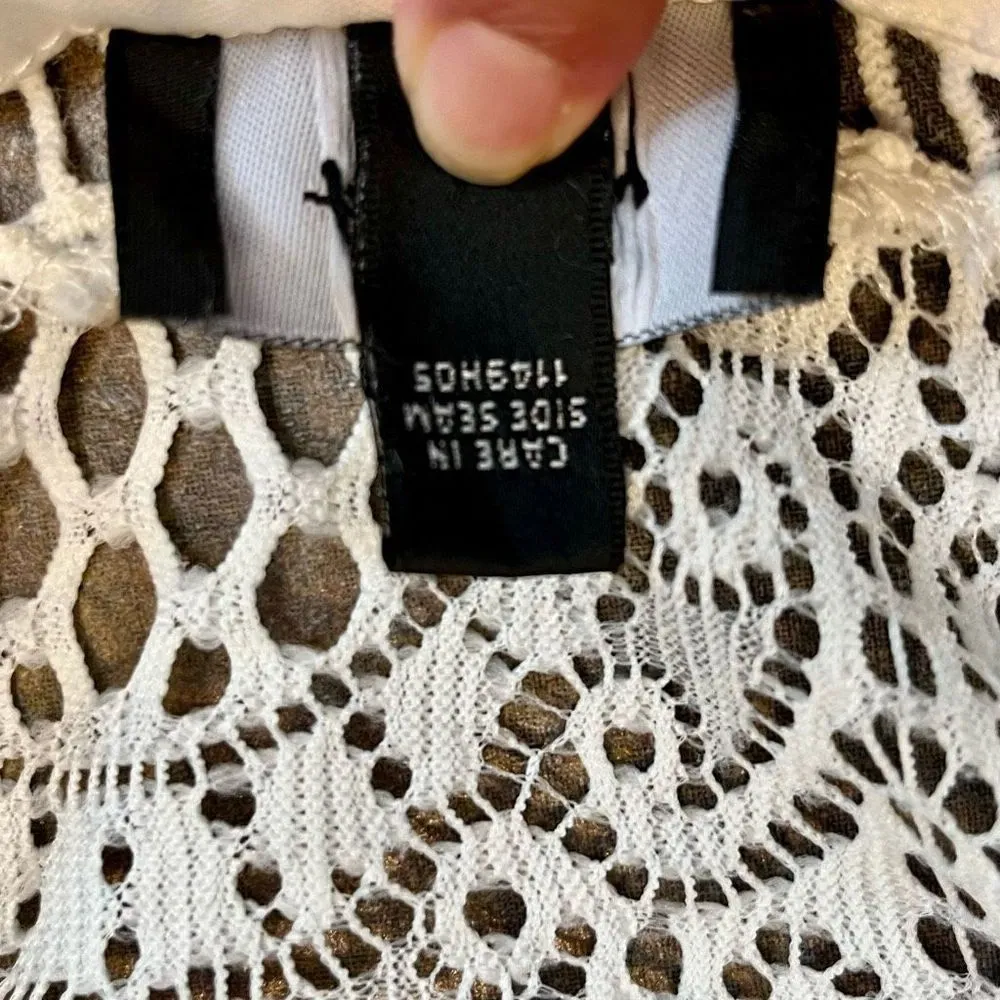 CARE IN
SIDE SEAM
1149H05